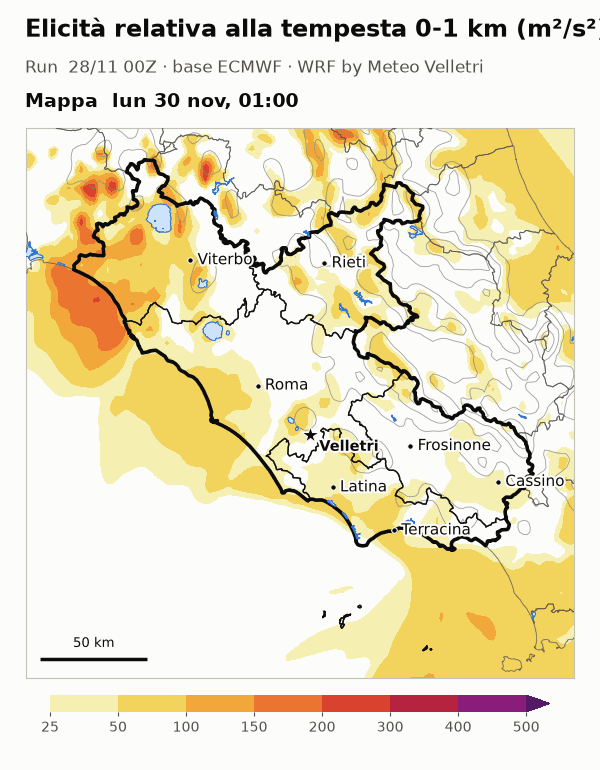 Elicità relativa alla tempesta 0-1 km (m²/s²)
Run 28/11 00Z · base ECMWF · WRF by Meteo Velletri
Mappa lun 30 nov, 01:00
Viterbo
Rieti
Roma
Velletri
Frosinone
Cassino
Latina
Terracina
50 km
25 50 100 150 200 300 400 500